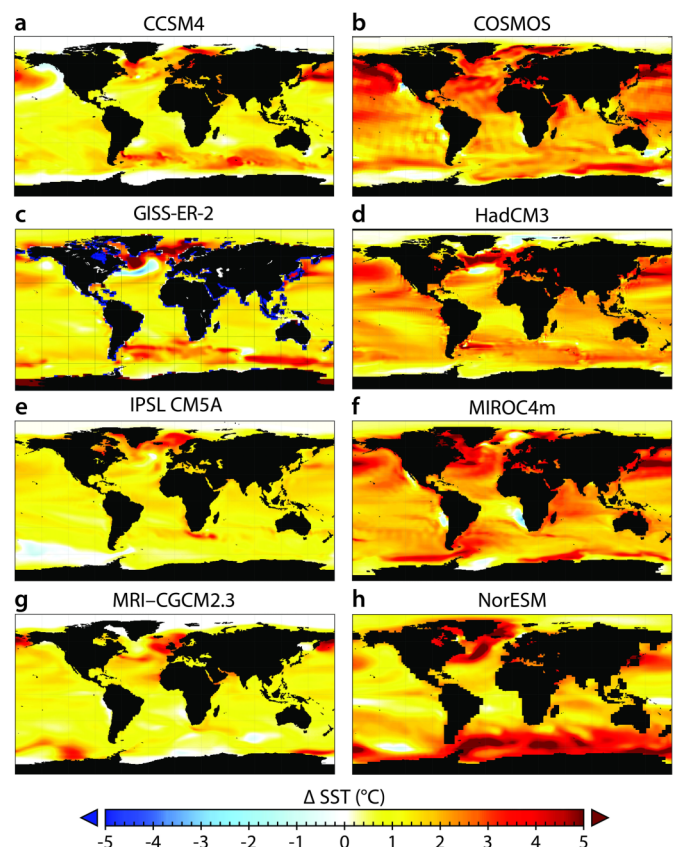 a CCSM4
b COSMOS
c GISS-ER-2
d HadCM3
e IPSL CM5A
f MIROC4m
g MRI–CGCM2.3
h NorESM
Δ SST (°C)
-5 -4 -3 -2 -1 0 1 2 3 4 5